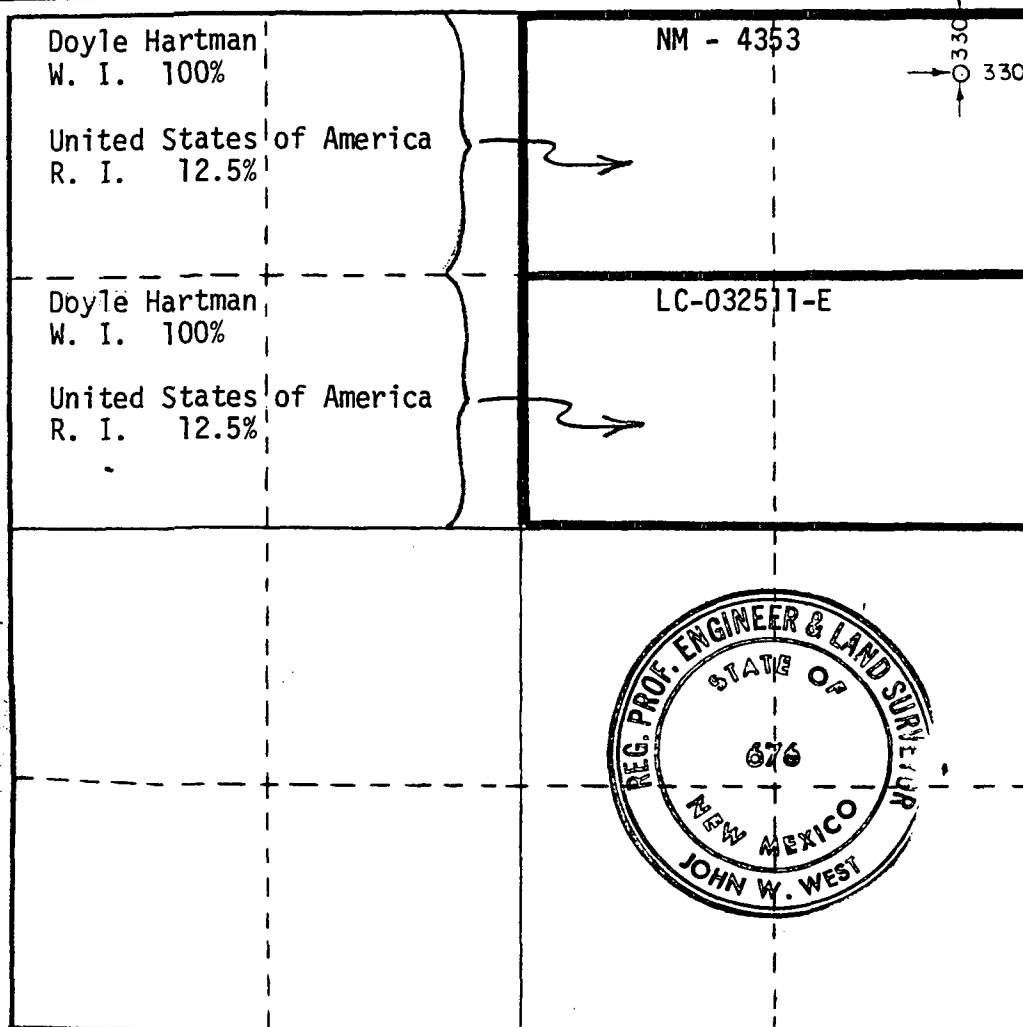 Doyle Hartman
W. I. 100%
United States of America
R. I. 12.5%
NM - 4353
330
330
Doyle Hartman
W. I. 100%
United States of America
R. I. 12.5%
LC-032511-E
REG. PROF. ENGINEER & LAND SURVEYOR
STATE OF
676
NEW MEXICO
JOHN W. WEST